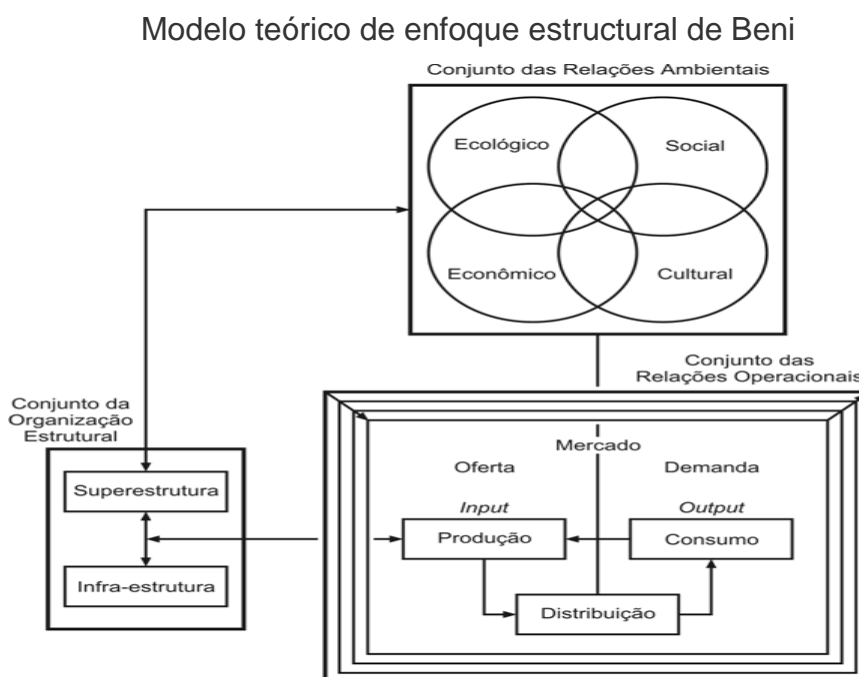 Modelo teórico de enfoque estructural de Beni
Conjunto das Relações Ambientais
Ecológico
Social
Econômico
Cultural
Conjunto das
Relações Operacionais
Conjunto da
Organização
Estrutural
Superestrutura
Infra-estrutura
Mercado
Oferta
Demanda
Input
Output
Produção
Consumo
Distribuição